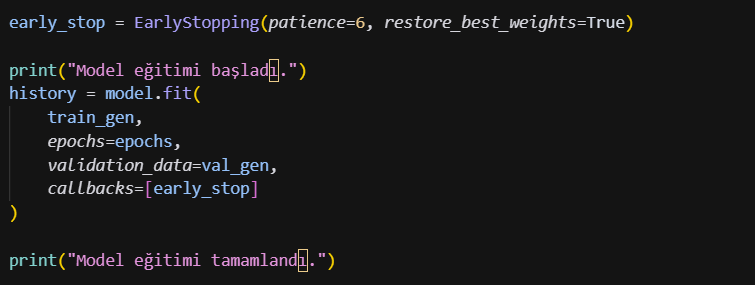 early_stop = EarlyStopping(patience=6, restore_best_weights=True)
print("Model eğitimi başladı.")
history = model.fit(
    train_gen,
    epochs=epochs,
    validation_data=val_gen,
    callbacks=[early_stop]
)
print("Model eğitimi tamamlandı.")